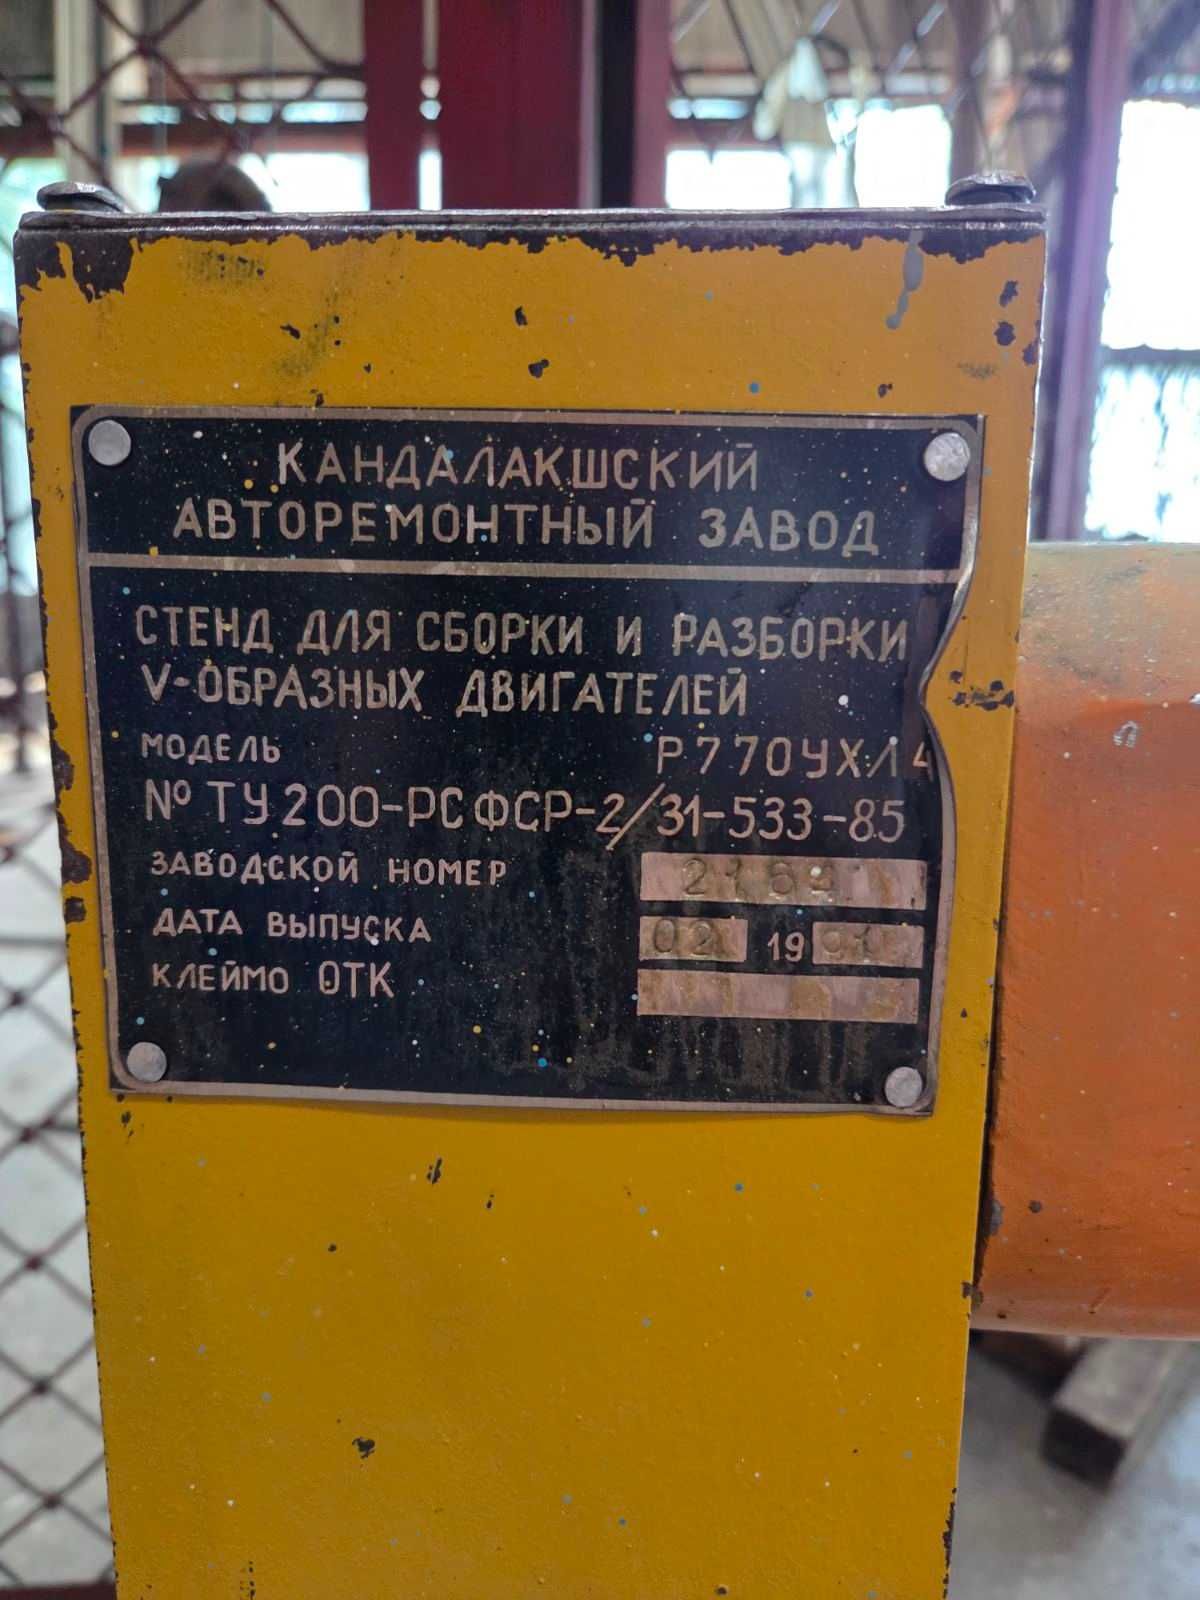 КАНДАЛАКШСКИЙ
АВТОРЕМОНТНЫЙ ЗАВОД
СТЕНД ДЛЯ СБОРКИ И РАЗБОРКИ
V-ОБРАЗНЫХ ДВИГАТЕЛЕЙ
МОДЕЛЬ Р770УХЛ4
№ ТУ 200-РСФСР-2/31-533-85
ЗАВОДСКОЙ НОМЕР
ДАТА ВЫПУСКА 02 1991
КЛЕЙМО ОТК